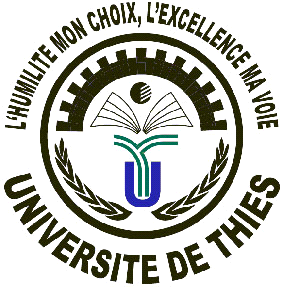 L'HUMILITE MON CHOIX, L'EXCELLENCE MA VOIE
UNIVERSITE DE THIES